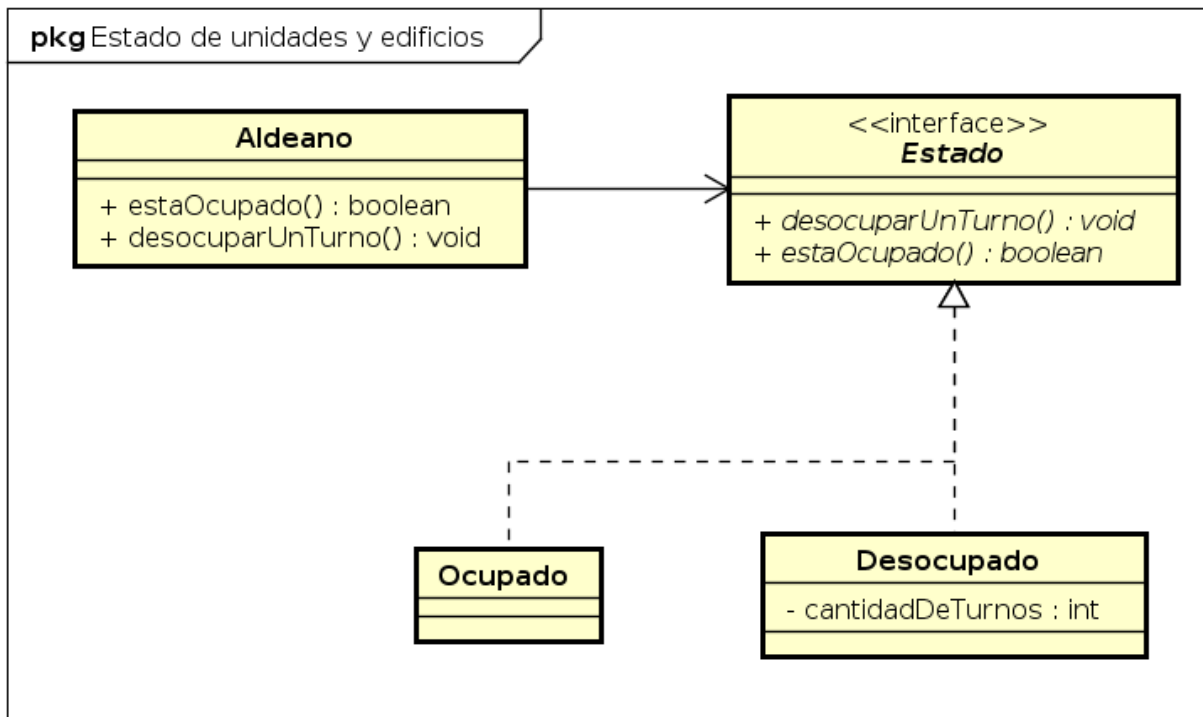 pkg Estado de unidades y edificios
Aldeano
+ estaOcupado() : boolean
+ desocuparUnTurno() : void
<<interface>>
Estado
+ desocuparUnTurno() : void
+ estaOcupado() : boolean
Ocupado
Desocupado
- cantidadDeTurnos : int